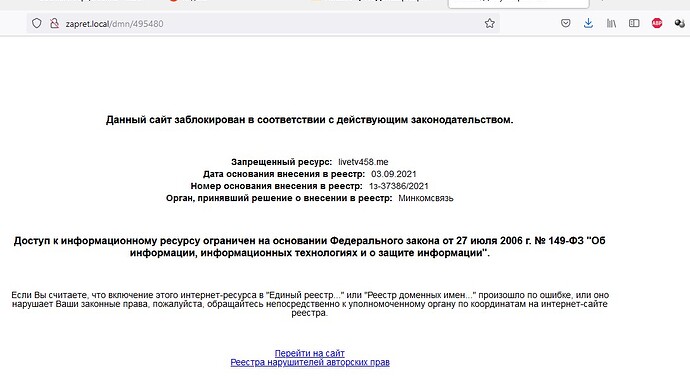 zapret.local/dmn/495480
ABP
Данный сайт заблокирован в соответствии с действующим законодательством.
Запрещенный ресурс: livetv458.me
Дата основания внесения в реестр: 03.09.2021
Номер основания внесения в реестр: 1з-37386/2021
Орган, принявший решение о внесении в реестр: Минкомсвязь
Доступ к информационному ресурсу ограничен на основании Федерального закона от 27 июля 2006 г. № 149-ФЗ "Об
информации, информационных технологиях и о защите информации".
Если Вы считаете, что включение этого интернет-ресурса в "Единый реестр..." или "Реестр доменных имен..." произошло по ошибке, или оно
нарушает Ваши законные права, пожалуйста, обращайтесь непосредственно к уполномоченному органу по координатам на интернет-сайте
реестра.
Перейти на сайт
Реестра нарушителей авторских прав